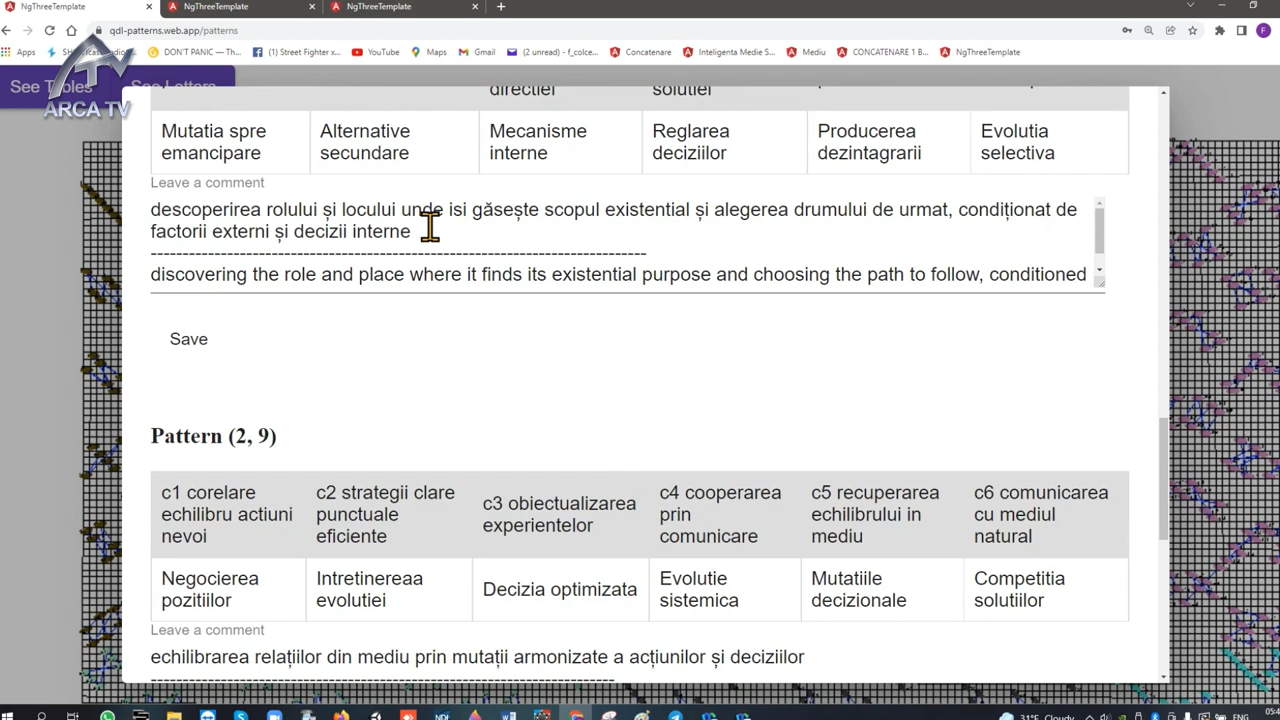 NgThreeTemplate
NgThreeTemplate
NgThreeTemplate
qdl-patterns.web.app/patterns
Apps
DON'T PANIC — Th...
(1) Street Fighter x...
YouTube
Maps
Gmail
(2 unread) - f_colce...
Concatenare
Inteligenta Medie S...
Mediu
CONCATENARE 1 B...
NgThreeTemplate
See Tables
See Letters
ARCA TV
directiei
solutiei
Mutatia spre emancipare
Alternative secundare
Mecanisme interne
Reglarea deciziilor
Producerea dezintagrarii
Evolutia selectiva
Leave a comment
descoperirea rolului și locului unde isi găsește scopul existential și alegerea drumului de urmat, condiționat de
factorii externi și decizii interne
------------------------------------------------------------------------------
discovering the role and place where it finds its existential purpose and choosing the path to follow, conditioned
Save
Pattern (2, 9)
c1 corelare echilibru actiuni nevoi
c2 strategii clare punctuale eficiente
c3 obiectualizarea experientelor
c4 cooperarea prin comunicare
c5 recuperarea echilibrului in mediu
c6 comunicarea cu mediul natural
Negocierea pozitiilor
Intretinereaa evolutiei
Decizia optimizata
Evolutie sistemica
Mutatiile decizionale
Competitia solutiilor
Leave a comment
echilibrarea relațiilor din mediu prin mutații armonizate a acțiunilor și deciziilor
--------------------------------------------------------------------------
31°F Cloudy
ENG